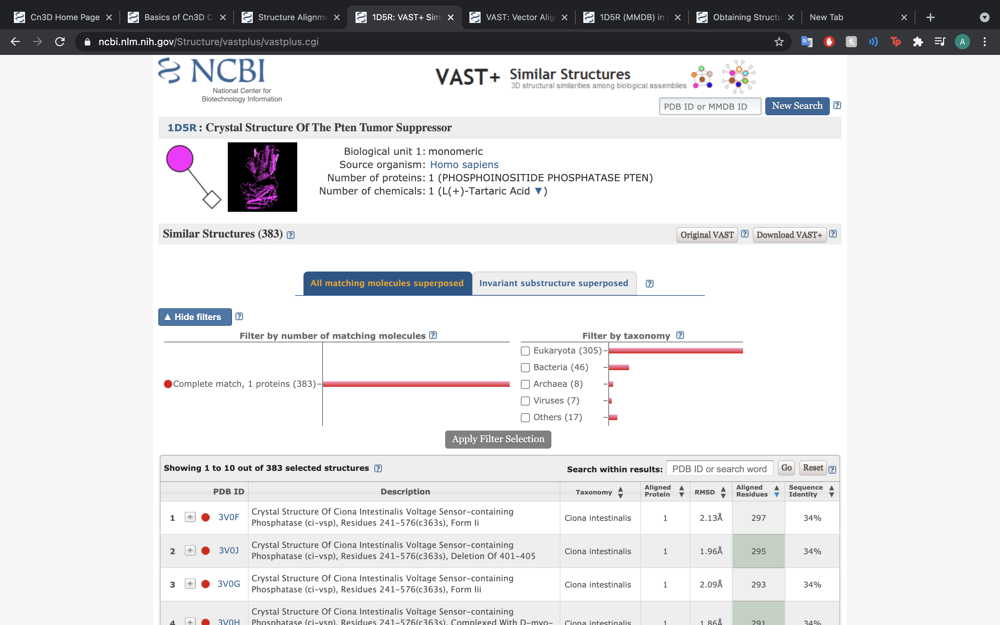 Cn3D Home Page
Basics of Cn3D C
Structure Alignme
1D5R: VAST+ Sim
VAST: Vector Alig
1D5R (MMDB) in i
Obtaining Structu
New Tab
ncbi.nlm.nih.gov/Structure/vastplus/vastplus.cgi
A
NCBI
National Center for
Biotechnology Information
VAST+ Similar Structures
3D structural similarities among biological assemblies
PDB ID or MMDB ID New Search ?
1D5R : Crystal Structure Of The Pten Tumor Suppressor
Biological unit 1: monomeric
Source organism: Homo sapiens
Number of proteins: 1 (PHOSPHOINOSITIDE PHOSPHATASE PTEN)
Number of chemicals: 1 (L(+)-Tartaric Acid ▼)
Similar Structures (383) ? Original VAST ? Download VAST+ ?
All matching molecules superposed Invariant substructure superposed ?
▲ Hide filters ?
Filter by number of matching molecules ?
Complete match, 1 proteins (383)
Filter by taxonomy ?
Eukaryota (305)
Bacteria (46)
Archaea (8)
Viruses (7)
Others (17)
Apply Filter Selection
Showing 1 to 10 out of 383 selected structures ? Search within results: PDB ID or search word Go Reset ?
PDB ID Description Taxonomy Aligned Protein RMSD Aligned Residues Sequence Identity
1 + 3V0F Crystal Structure Of Ciona Intestinalis Voltage Sensor-containing
Phosphatase (ci-vsp), Residues 241-576(c363s), Form Ii Ciona intestinalis 1 2.13Å 297 34%
2 + 3V0J Crystal Structure Of Ciona Intestinalis Voltage Sensor-containing
Phosphatase (ci-vsp), Residues 241-576(c363s), Deletion Of 401-405 Ciona intestinalis 1 1.96Å 295 34%
3 + 3V0G Crystal Structure Of Ciona Intestinalis Voltage Sensor-containing
Phosphatase (ci-vsp), Residues 241-576(c363s), Form Iii Ciona intestinalis 1 2.09Å 293 34%
4 + 3V0H Crystal Structure Of Ciona Intestinalis Voltage Sensor-containing
Phosphatase (ci-vsp), Residues 241-576(c363s), Complexed With D-myo- Ciona intestinalis 1 1.86Å 291 34%